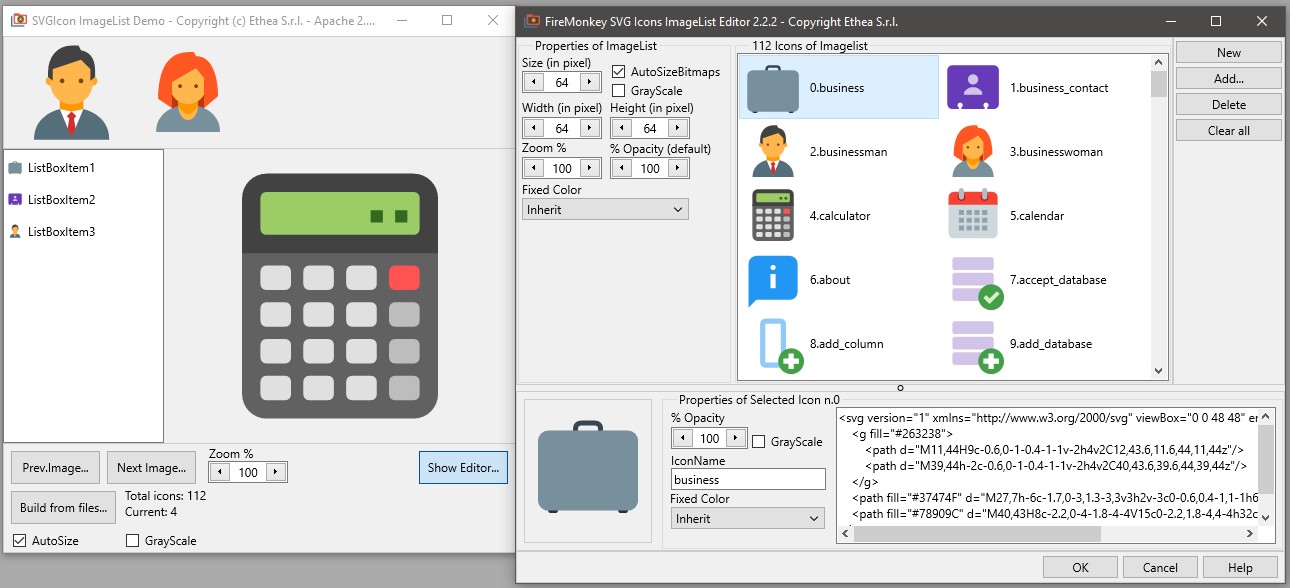 SVGIcon ImageList Demo - Copyright (c) Ethea S.r.l. - Apache 2....
ListBoxItem1
ListBoxItem2
ListBoxItem3
Prev.Image...
Next Image...
Zoom %
100
Show Editor...
Build from files...
Total icons: 112
Current: 4
AutoSize
GrayScale
FireMonkey SVG Icons ImageList Editor 2.2.2 - Copyright Ethea S.r.l.
Properties of ImageList
Size (in pixel)
64
AutoSizeBitmaps
GrayScale
Width (in pixel)
Height (in pixel)
64
64
Zoom %
% Opacity (default)
100
100
Fixed Color
Inherit
112 Icons of Imagelist
0.business
1.business_contact
2.businessman
3.businesswoman
4.calculator
5.calendar
6.about
7.accept_database
8.add_column
9.add_database
New
Add...
Delete
Clear all
Properties of Selected Icon n.0
% Opacity
100
GrayScale
IconName
business
Fixed Color
Inherit
<svg version="1" xmlns="http://www.w3.org/2000/svg" viewBox="0 0 48 48" er
<g fill="#263238">
<path d="M11,44H9c-0.6,0-1-0.4-1-1v-2h4v2C12,43.6,11.6,44,11,44z"/>
<path d="M39,44h-2c-0.6,0-1-0.4-1-1v-2h4v2C40,43.6,39.6,44,39,44z"/>
</g>
<path fill="#37474F" d="M27,7h-6c-1.7,0-3,1.3-3,3v3h2v-3c0-0.6,0.4-1,1-1h6
<path fill="#78909C" d="M40,43H8c-2.2,0-4-1.8-4-4V15c0-2.2,1.8-4,4-4h32c
OK
Cancel
Help